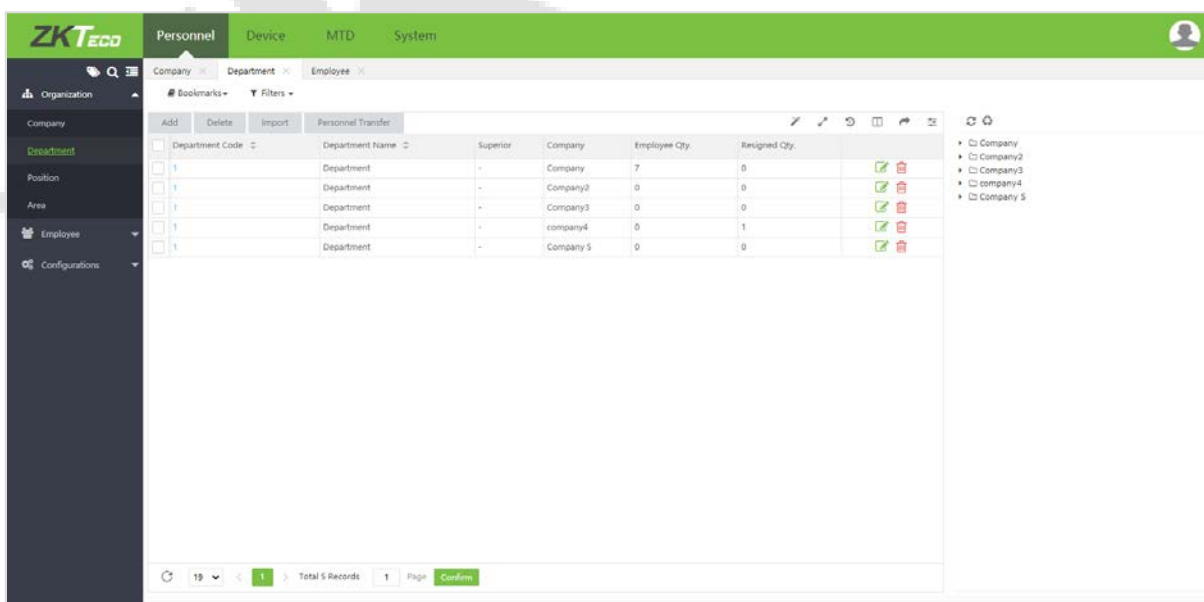 ZKTECO
Personnel Device MTD System
Company Department Employee
Organization
Bookmarks Filters
Company
Department
Position
Area
Employee
Configurations
Add Delete Import Personnel Transfer
Department Code Department Name Superior Company Employee Qty. Resigned Qty.
1 Department - Company 7 0
1 Department - Company2 0 0
1 Department - Company3 0 0
1 Department - company4 0 1
1 Department - Company 5 0 0
Company
Company2
Company3
company4
Company 5
19 < 1 > Total 5 Records 1 Page Confirm